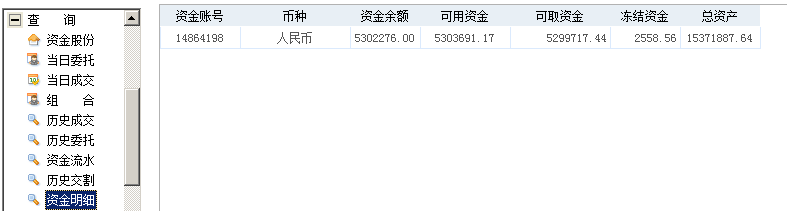 查 询
资金股份
当日委托
当日成交
组 合
历史成交
历史委托
资金流水
历史交割
资金明细
资金账号 币种 资金余额 可用资金 可取资金 冻结资金 总资产
14864198 人民币 5302276.00 5303691.17 5299717.44 2558.56 15371887.64